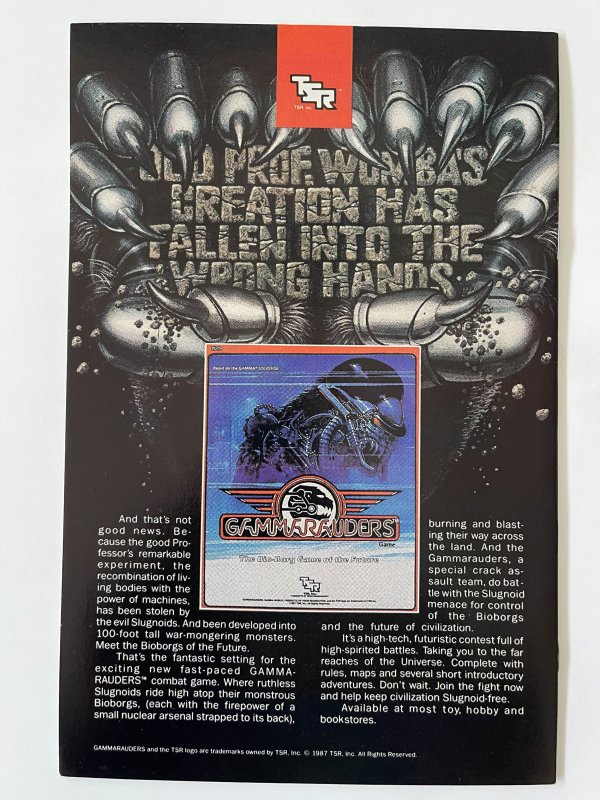 TSR™
TSR, Inc.
OLD PROF. WUMBA'S
CREATION HAS
FALLEN INTO THE
WRONG HANDS.
Based on the GAMMA™ UNIVERSE
GAMMARAUDERS™
Game
The Bio-Borg Game of the Future
TSR
And that's not
good news. Be-
cause the good Pro-
fessor's remarkable
experiment, the
recombination of liv-
ing bodies with the
power of machines,
has been stolen by
the evil Slugnoids. And been developed into
100-foot tall war-mongering monsters.
Meet the Bioborgs of the Future.
That's the fantastic setting for the
exciting new fast-paced GAMMA-
RAUDERS™ combat game. Where ruthless
Slugnoids ride high atop their monstrous
Bioborgs, (each with the firepower of a
small nuclear arsenal strapped to its back),
burning and blast-
ing their way across
the land. And the
Gammarauders, a
special crack as-
sault team, do bat-
tle with the Slugnoid
menace for control
of the Bioborgs
and the future of civilization.
It's a high-tech, futuristic contest full of
high-spirited battles. Taking you to the far
reaches of the Universe. Complete with
rules, maps and several short introductory
adventures. Don't wait. Join the fight now
and help keep civilization Slugnoid-free.
Available at most toy, hobby and
bookstores.
GAMMARAUDERS and the TSR logo are trademarks owned by TSR, Inc. © 1987 TSR, Inc. All Rights Reserved.